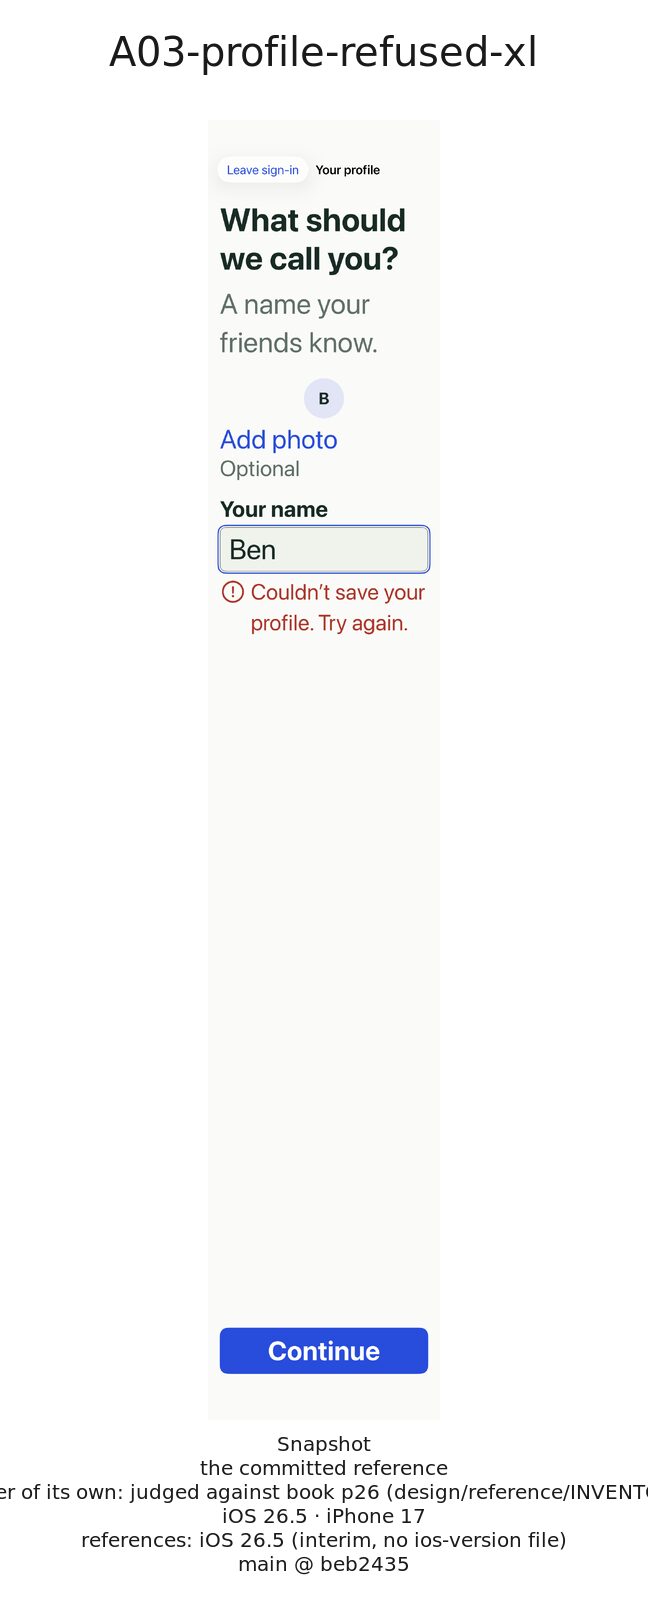 A03-profile-refused-xl
Leave sign-in Your profile
What should
we call you?
A name your
friends know.
B
Add photo
Optional
Your name
Ben
Couldn’t save your
profile. Try again.
Continue
Snapshot
the committed reference
of its own: judged against book p26 (design/reference/
iOS 26.5 · iPhone 17
references: iOS 26.5 (interim, no ios-version file)
main @ beb2435